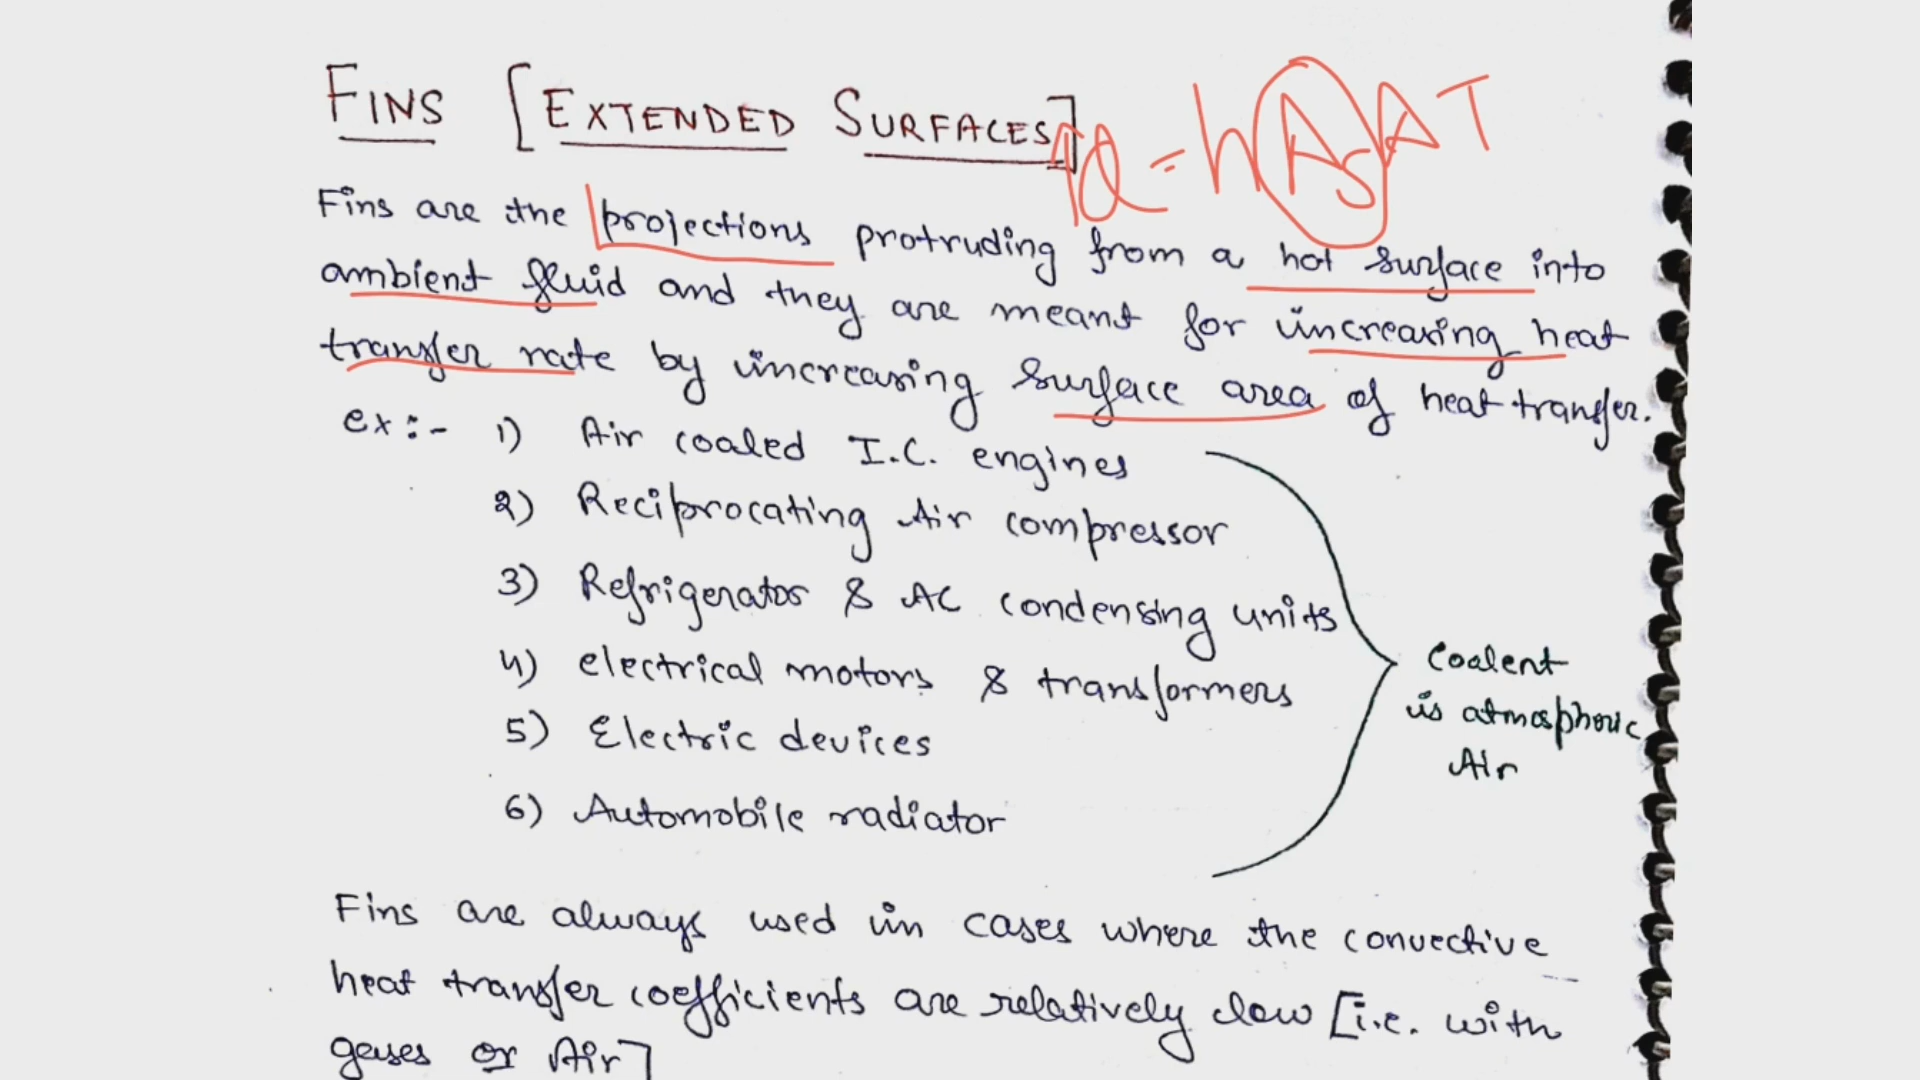 FINS [EXTENDED SURFACES]
↑Q = hAsΔT
Fins are the projections protruding from a hot surface into
ambient fluid and they are meant for increasing heat
transfer rate by increasing surface area of heat transfer.
ex:- 1) Air coaled I.C. engines
2) Reciprocating Air compressor
3) Refrigerator & AC condensing units
4) electrical motors & transformers
5) Electric devices
6) Automobile radiator
Coalent
is atmospheric
Air
Fins are always used in cases where the convective
heat transfer coefficients are relatively low [i.e. with
gases or Air]